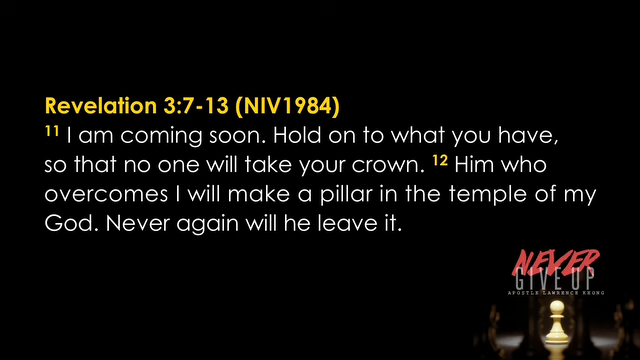 Revelation 3:7-13 (NIV1984)
11 I am coming soon. Hold on to what you have,
so that no one will take your crown. 12 Him who
overcomes I will make a pillar in the temple of my
God. Never again will he leave it.
NEVER
GIVE UP
APOSTLE LAWRENCE KHONG